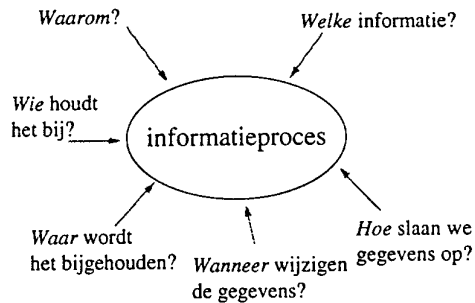 Waarom?
Welke informatie?
Wie houdt
het bij?
informatieproces
Waar wordt
het bijgehouden?
Wanneer wijzigen
de gegevens?
Hoe slaan we
gegevens op?